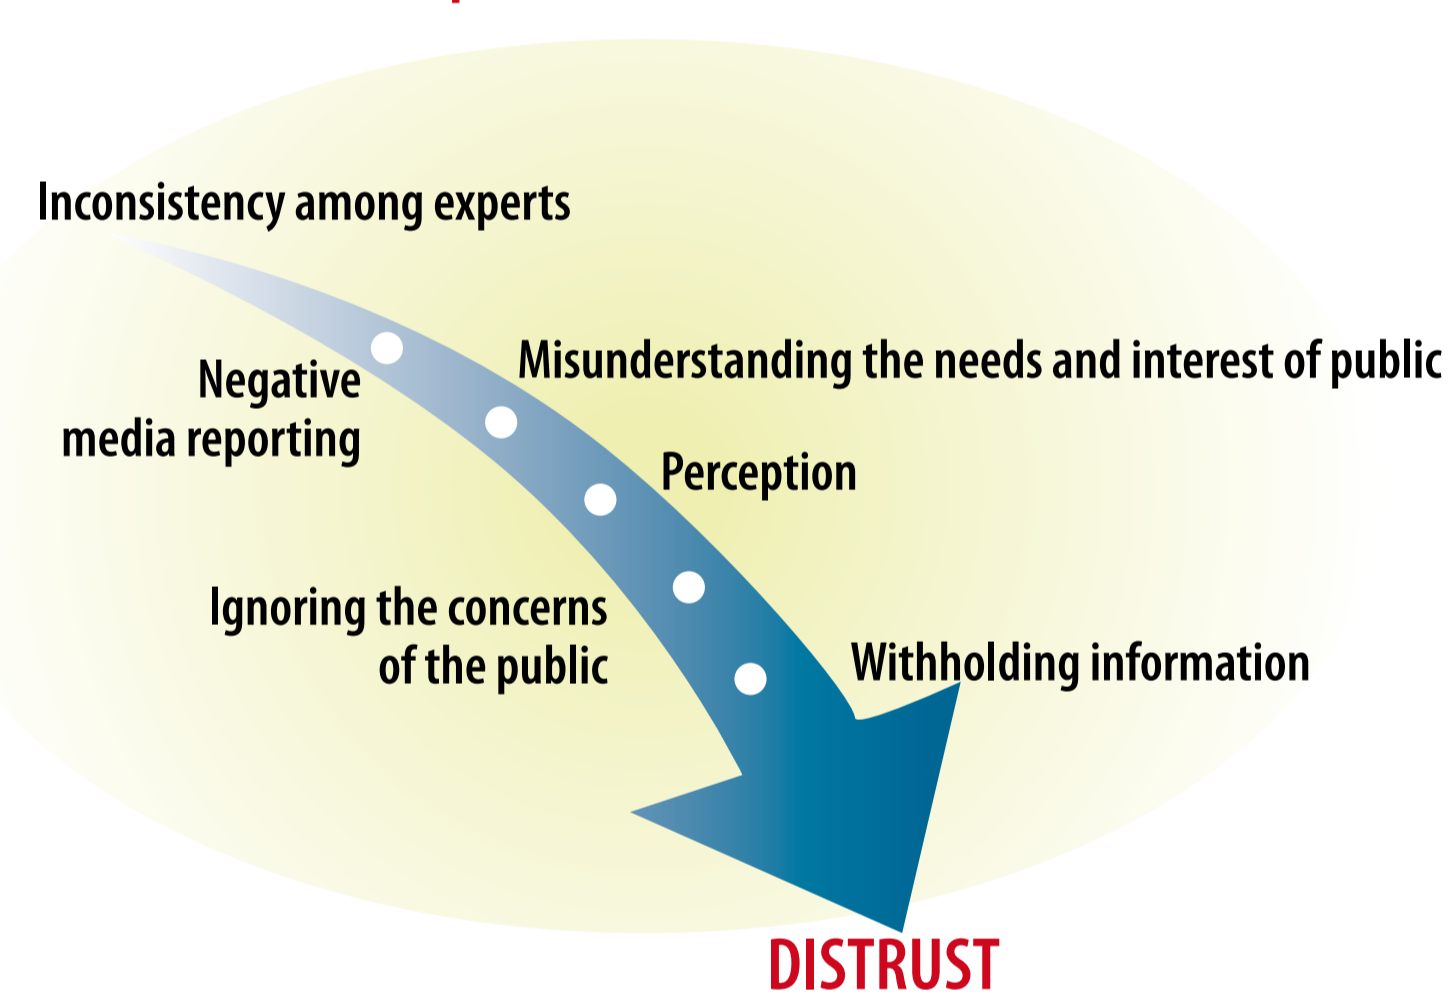 Inconsistency among experts
Negative
media reporting
Misunderstanding the needs and interest of public
Perception
Ignoring the concerns
of the public
Withholding information
DISTRUST